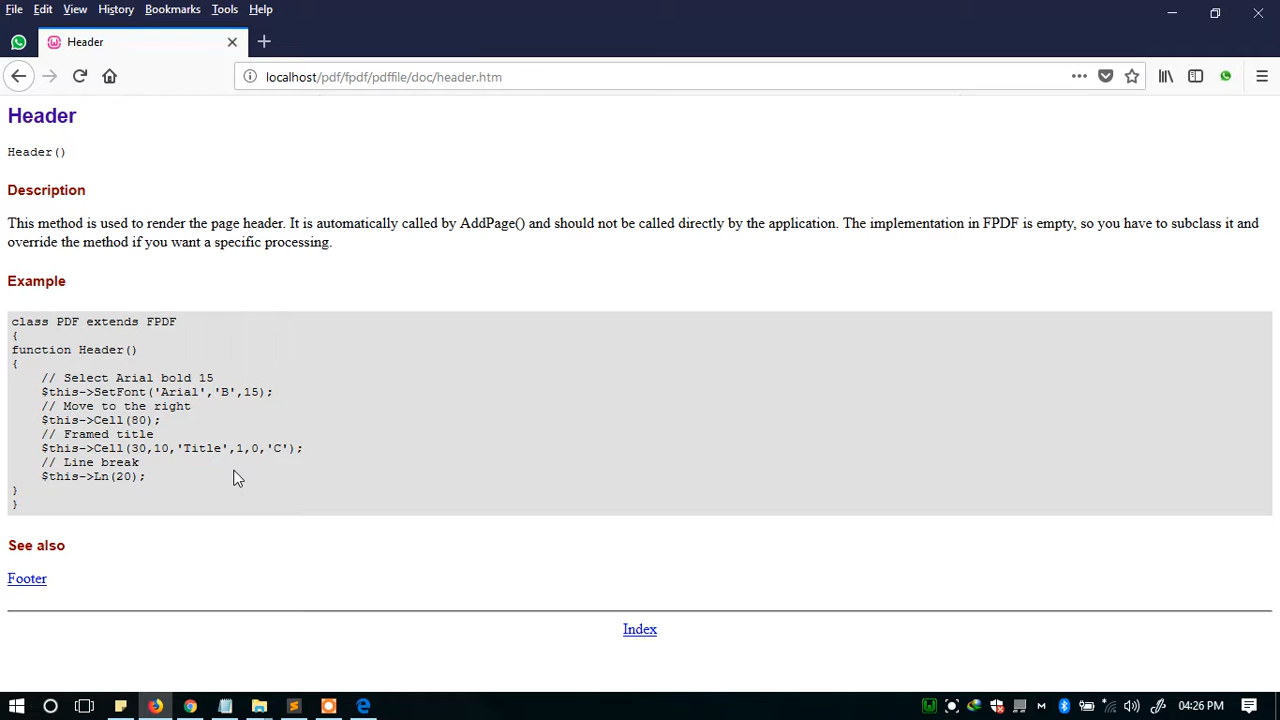 File Edit View History Bookmarks Tools Help
Header
localhost/pdf/fpdf/pdffile/doc/header.htm
Header
Header()
Description
This method is used to render the page header. It is automatically called by AddPage() and should not be called directly by the application. The implementation in FPDF is empty, so you have to subclass it and
override the method if you want a specific processing.
Example
class PDF extends FPDF
{
function Header()
{
// Select Arial bold 15
$this->SetFont('Arial','B',15);
// Move to the right
$this->Cell(80);
// Framed title
$this->Cell(30,10,'Title',1,0,'C');
// Line break
$this->Ln(20);
}
}
See also
Footer
Index
04:26 PM